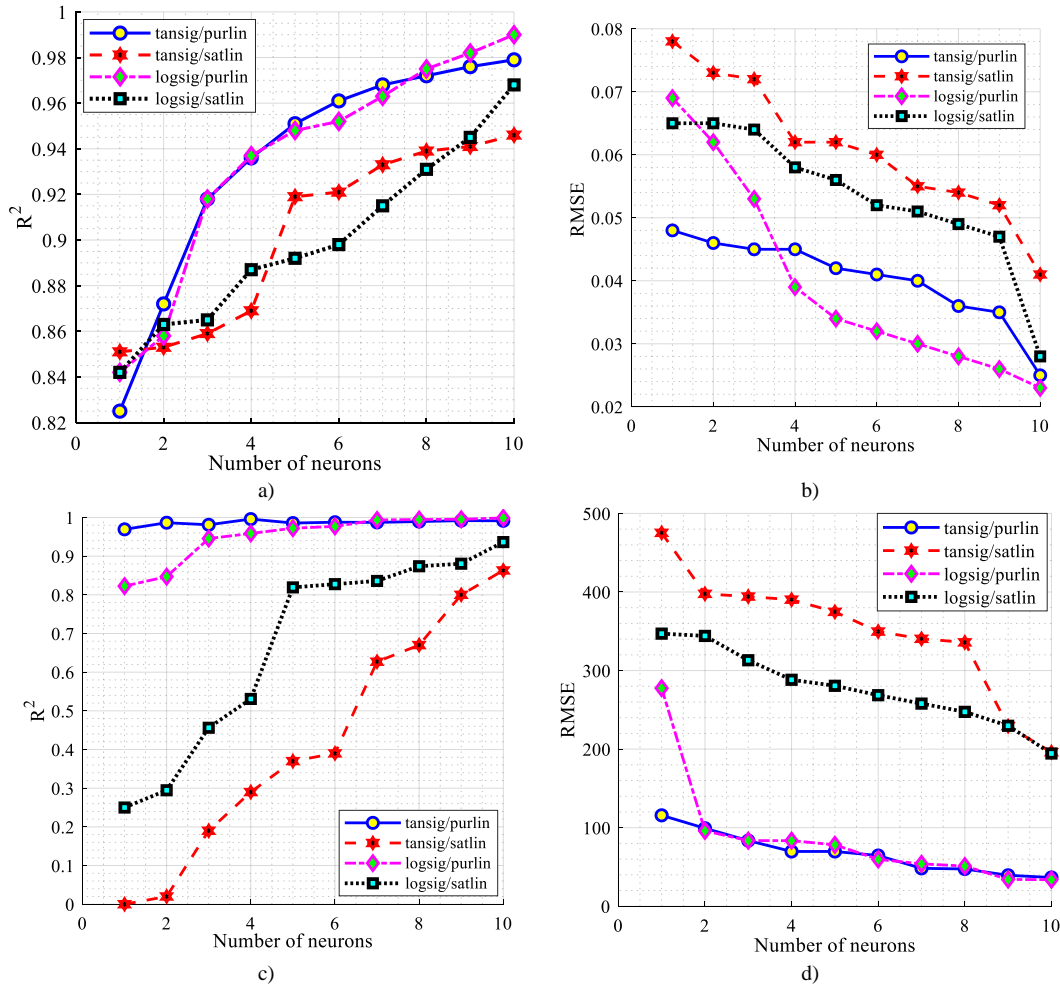 1
0.98
0.96
0.94
0.92
0.9
0.88
0.86
0.84
0.82
0 2 4 6 8 10
R2
Number of neurons
tansig/purlin
tansig/satlin
logsig/purlin
logsig/satlin
a)
0.08
0.07
0.06
0.05
0.04
0.03
0.02
0 2 4 6 8 10
RMSE
Number of neurons
tansig/purlin
tansig/satlin
logsig/purlin
logsig/satlin
b)
1
0.9
0.8
0.7
0.6
0.5
0.4
0.3
0.2
0.1
0
0 2 4 6 8 10
R2
Number of neurons
tansig/purlin
tansig/satlin
logsig/purlin
logsig/satlin
c)
500
400
300
200
100
0
0 2 4 6 8 10
RMSE
Number of neurons
tansig/purlin
tansig/satlin
logsig/purlin
logsig/satlin
d)